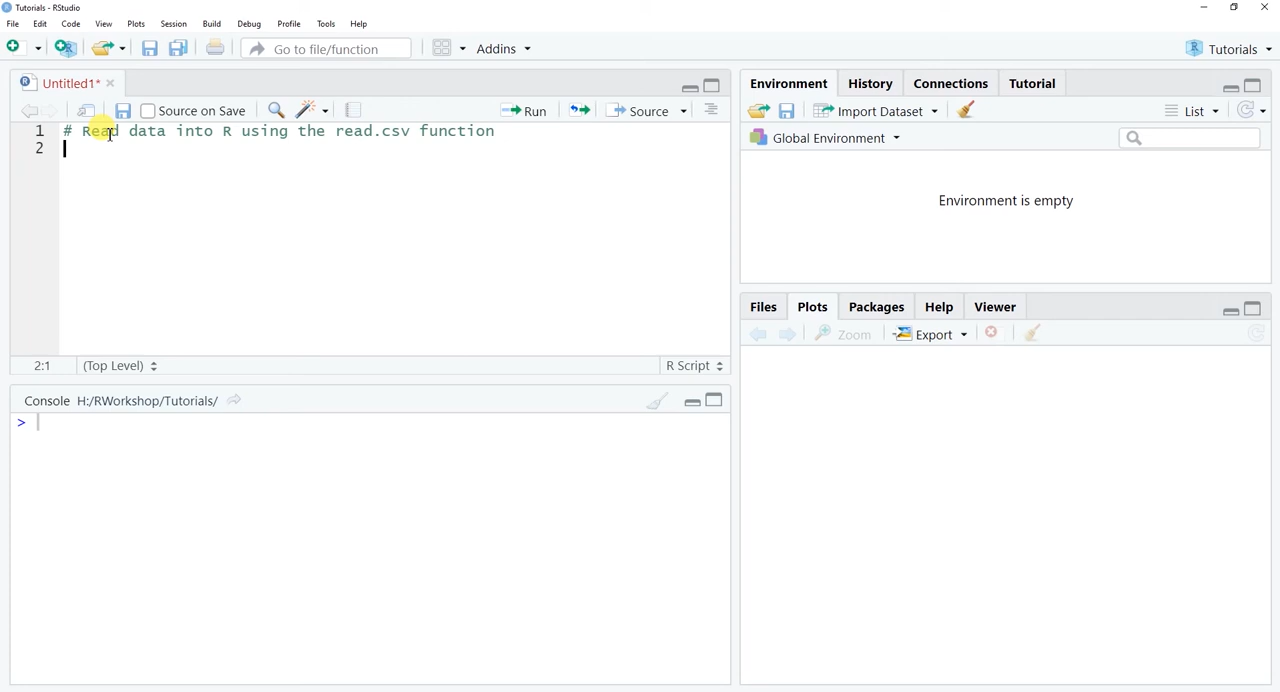 Tutorials - RStudio
File Edit Code View Plots Session Build Debug Profile Tools Help
Go to file/function Addins Tutorials
Untitled1*
Source on Save Run Source
1 # Read data into R using the read.csv function
2
2:1 (Top Level) R Script
Console H:/RWorkshop/Tutorials/
>
Environment History Connections Tutorial
Import Dataset List
Global Environment
Environment is empty
Files Plots Packages Help Viewer
Zoom Export